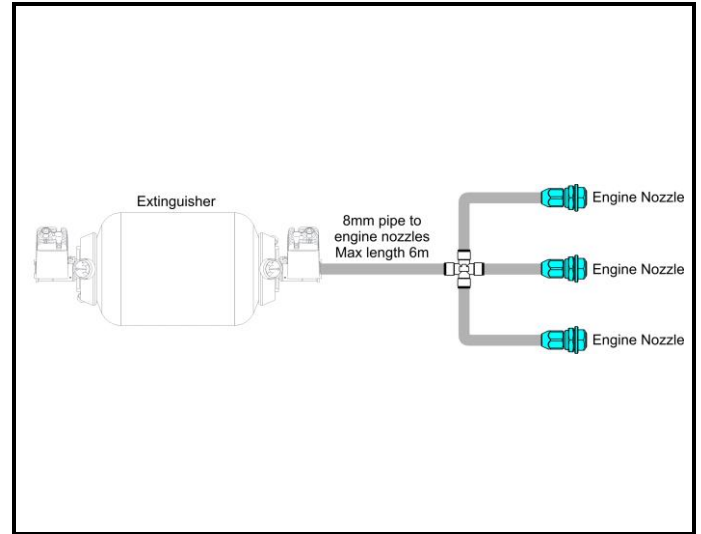 Extinguisher
8mm pipe to
engine nozzles
Max length 6m
Engine Nozzle
Engine Nozzle
Engine Nozzle